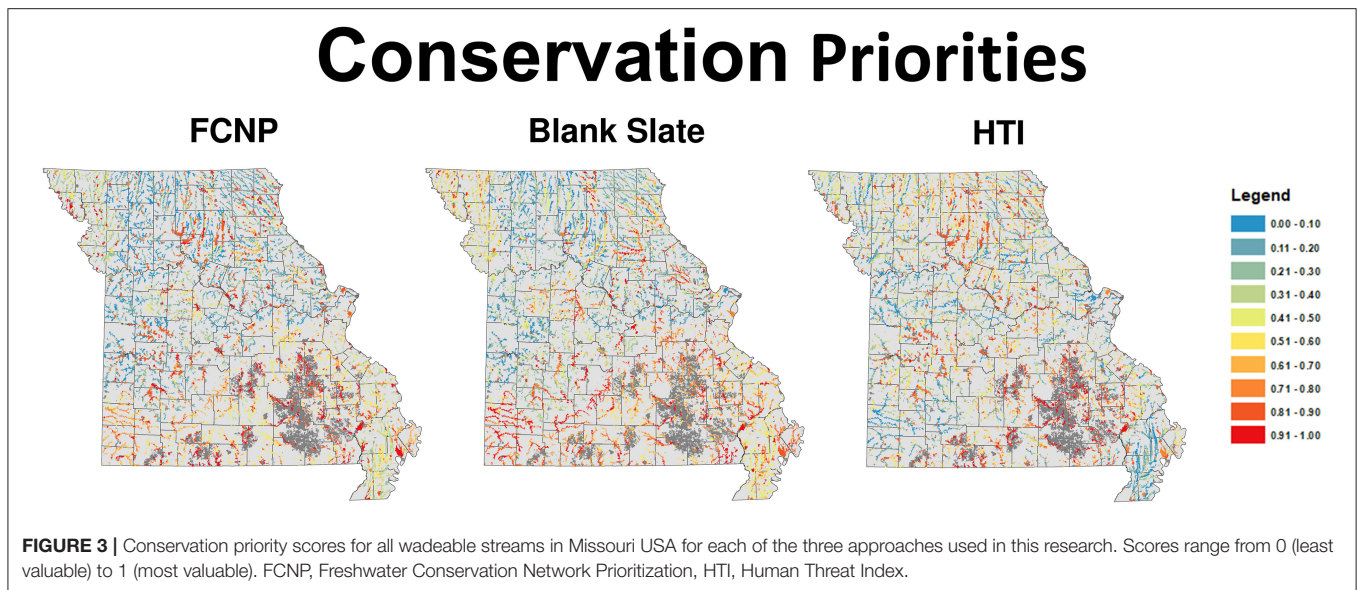 Conservation Priorities
FCNP
Blank Slate
HTI
Legend
0.00 - 0.10
0.11 - 0.20
0.21 - 0.30
0.31 - 0.40
0.41 - 0.50
0.51 - 0.60
0.61 - 0.70
0.71 - 0.80
0.81 - 0.90
0.91 - 1.00
FIGURE 3 | Conservation priority scores for all wadeable streams in Missouri USA for each of the three approaches used in this research. Scores range from 0 (least
valuable) to 1 (most valuable). FCNP, Freshwater Conservation Network Prioritization, HTI, Human Threat Index.